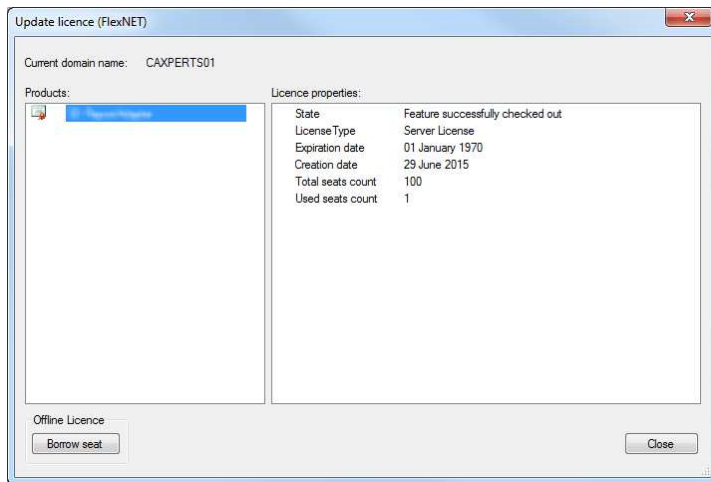 Update licence (FlexNET)
Current domain name: CAXPERTS01
Products:
Licence properties:
State Feature successfully checked out
LicenseType Server License
Expiration date 01 January 1970
Creation date 29 June 2015
Total seats count 100
Used seats count 1
Offline Licence
Borrow seat
Close